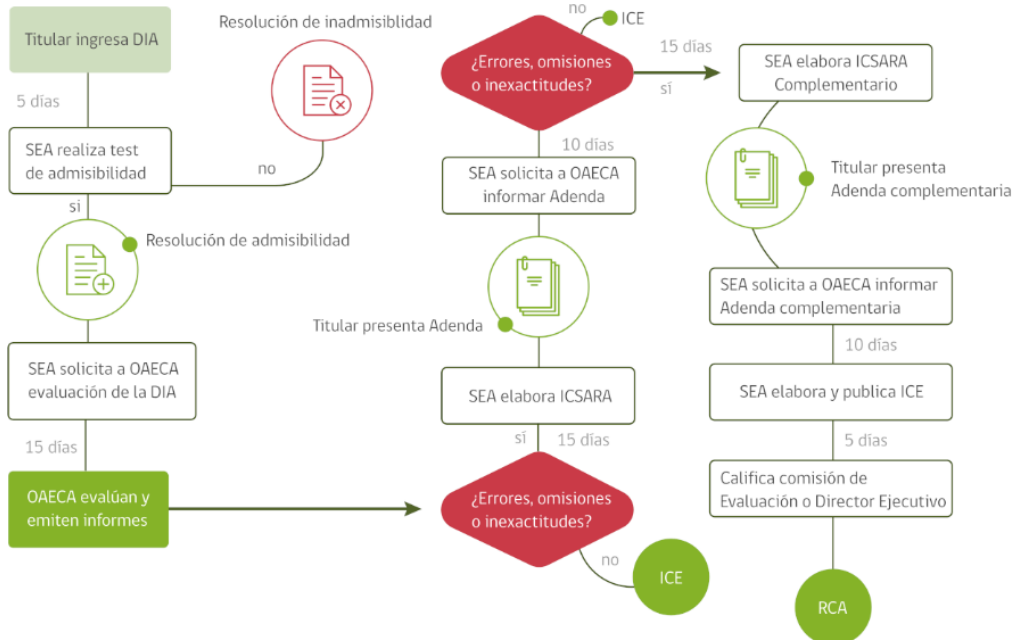 Titular ingresa DIA
5 días
SEA realiza test
de admisibilidad
no
Resolución de inadmisiblidad
si
Resolución de admisibilidad
SEA solicita a OAECA
evaluación de la DIA
15 días
OAECA evalúan y
emiten informes
¿Errores, omisiones
o inexactitudes?
no
ICE
sí
15 días
SEA elabora ICSARA
Titular presenta Adenda
SEA solicita a OAECA
informar Adenda
10 días
¿Errores, omisiones
o inexactitudes?
no
ICE
15 días
sí
SEA elabora ICSARA
Complementario
Titular presenta
Adenda complementaria
SEA solicita a OAECA informar
Adenda complementaria
10 días
SEA elabora y publica ICE
5 días
Califica comisión de
Evaluación o Director Ejecutivo
RCA